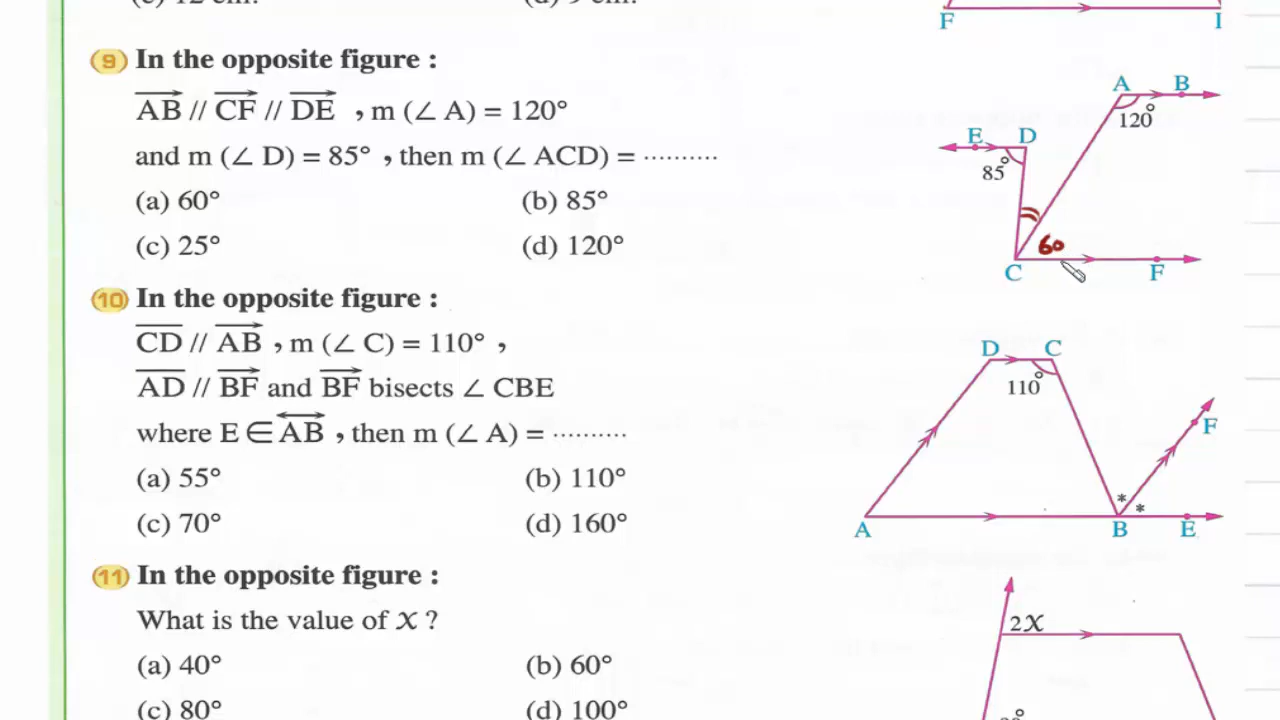 (9) In the opposite figure :
AB // CF // DE , m (∠ A) = 120°
and m (∠ D) = 85° , then m (∠ ACD) = ··········
(a) 60° (b) 85°
(c) 25° (d) 120°
(10) In the opposite figure :
CD // AB , m (∠ C) = 110° ,
AD // BF and BF bisects ∠ CBE
where E ∈ AB , then m (∠ A) = ··········
(a) 55° (b) 110°
(c) 70° (d) 160°
(11) In the opposite figure :
What is the value of x ?
(a) 40° (b) 60°
(c) 80° (d) 100°
F I
A B
120°
E D
85°
60
C F
D C
110°
F
* *
A B E
2x